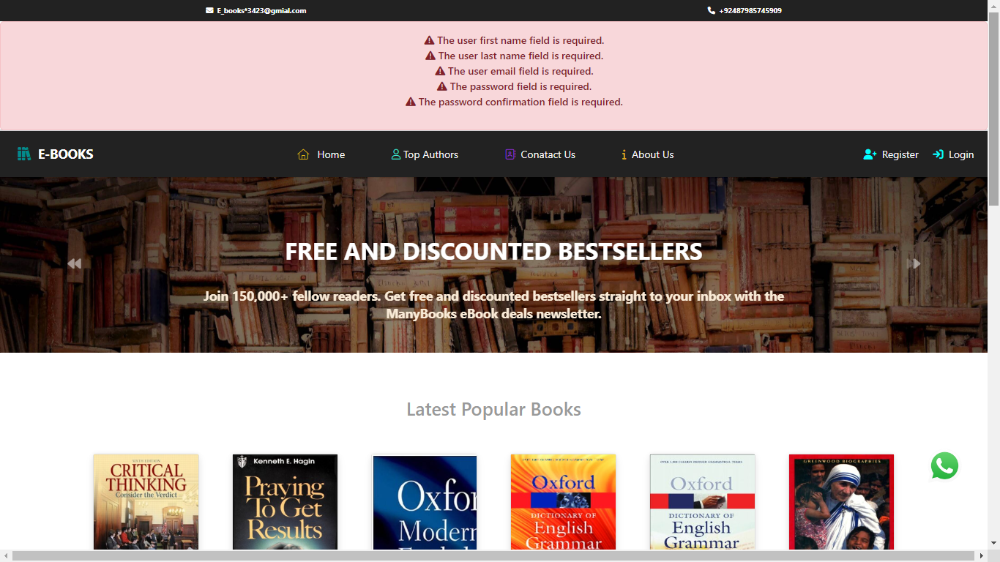 E_books*3423@gmial.com
+92487985745909
The user first name field is required.
The user last name field is required.
The user email field is required.
The password field is required.
The password confirmation field is required.
E-BOOKS
Home
Top Authors
Conatact Us
About Us
Register
Login
FREE AND DISCOUNTED BESTSELLERS
Join 150,000+ fellow readers. Get free and discounted bestsellers straight to your inbox with the
ManyBooks eBook deals newsletter.
Latest Popular Books
SIXTH EDITION
CRITICAL
THINKING
Consider the Verdict
Kenneth E. Hagin
Praying
To Get
Results
Oxfor
Modern
Oxford
DICTIONARY OF
English
Grammar
OVER 1,000 CLEARLY DEFINED GRAMMATICAL TERMS
Oxford
DICTIONARY OF
English
Grammar
GREENWOOD BIOGRAPHIES